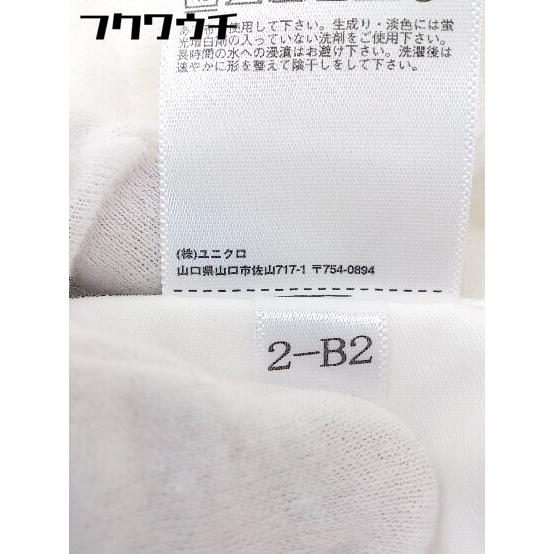 フクワウチ
使用して下さい。生成り・淡色には蛍
光増白剤の入っていない洗剤をご使用下さい。
長時間の水への浸漬はお避け下さい。洗濯後は
速やかに形を整えて陰干しをして下さい。
(株)ユニクロ
山口県山口市佐山717-1 〒754-0894
2-B2